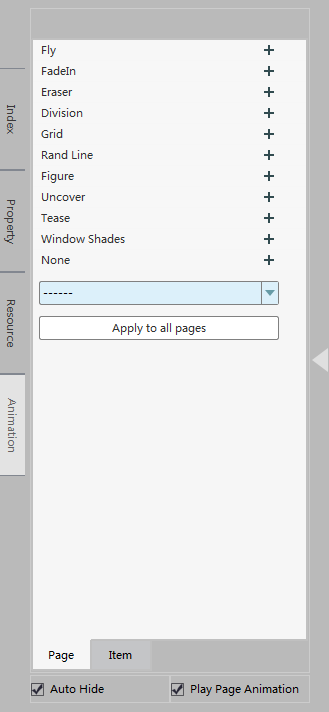 Index
Property
Resource
Animation
Fly
FadeIn
Eraser
Division
Grid
Rand Line
Figure
Uncover
Tease
Window Shades
None
------
Apply to all pages
Page
Item
Auto Hide
Play Page Animation